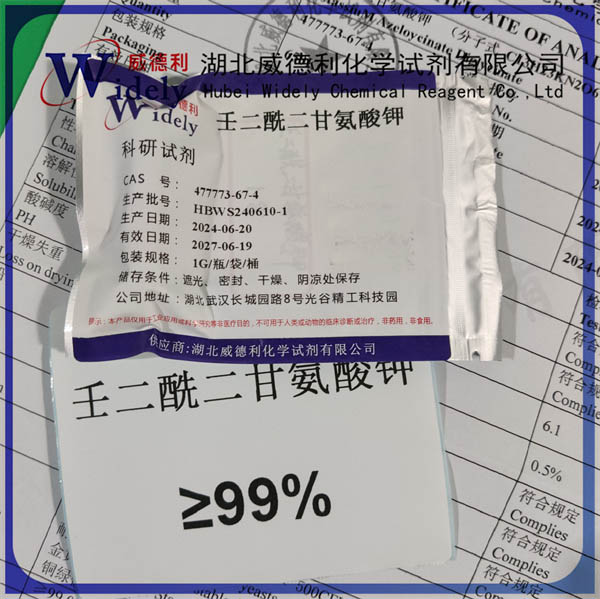 威德利
Widely
湖北威德利化学试剂有限公司
Hubei Widely Chemical Reagent Co.,Ltd
包装规格
Packaging
477773-67-4
威德利
Widely
壬二酰二甘氨酸钾
科研试剂
CAS 号: 477773-67-4
生产批号: HBWS240610-1
生产日期: 2024-06-20
有效日期: 2027-06-19
包装规格: 1G/瓶/袋/桶
储存条件: 遮光、密封、干燥、阴凉处保存
公司地址: 湖北武汉长城园路8号光谷精工科技园
供应商:湖北威德利化学试剂有限公司
壬二酰二甘氨酸钾
≥99%
酸碱度
PH
干燥失重
Loss on drying
符合规定
Complies
符合规定
Complies
6.1
0.5%
符合规定
Complies
符合规定
Complies